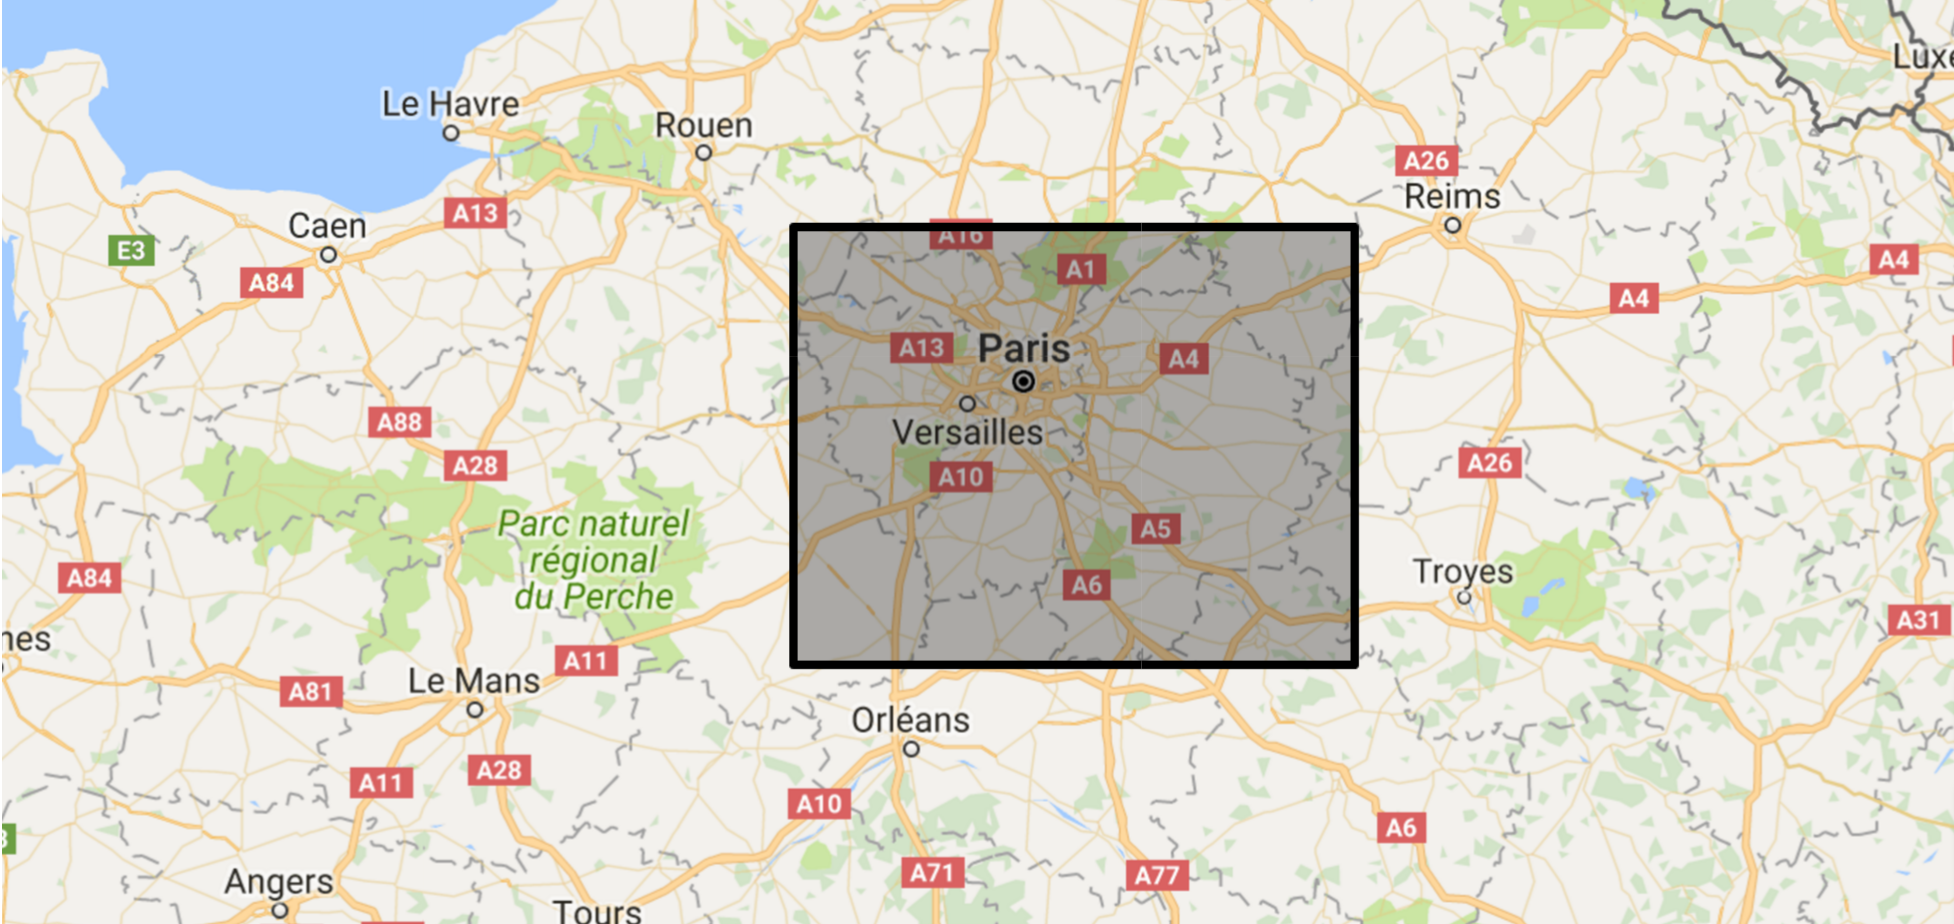 Luxe
Le Havre
Rouen
A26
Reims
A13
Caen
E3
A84
A16
A1
A4
A4
A13
Paris
A4
Versailles
A88
A28
A10
A26
Parc naturel
régional
du Perche
A5
A84
A6
Troyes
A31
nes
A11
A81
Le Mans
Orléans
A11
A28
A10
A6
A71
A77
Angers
Tours